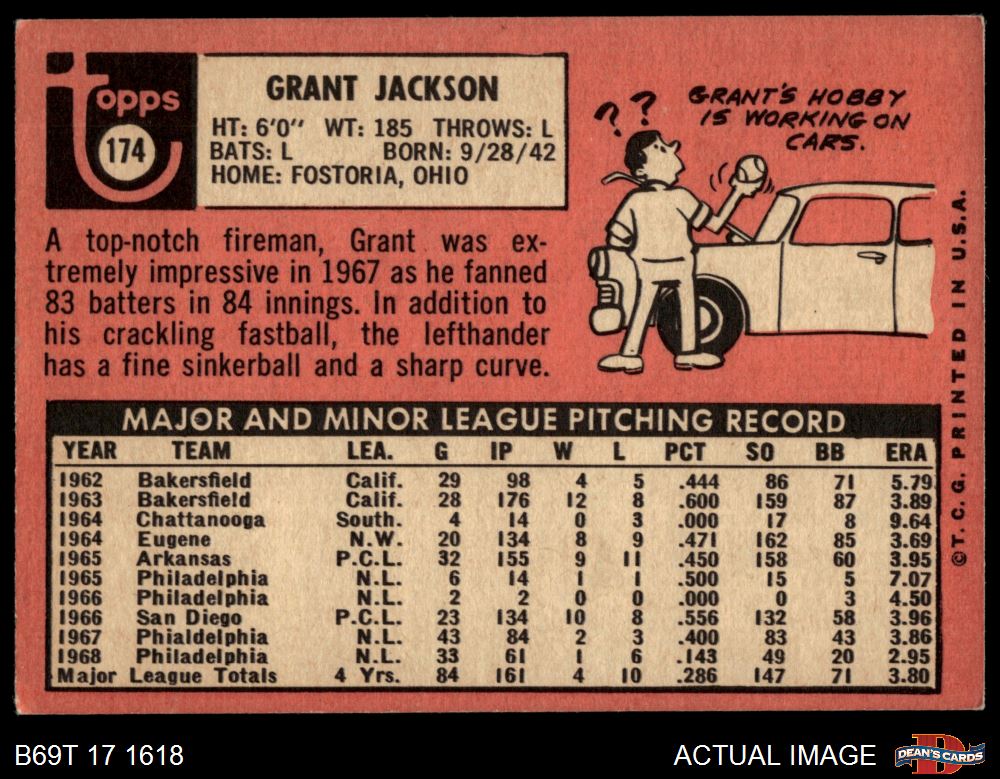 topps
174
GRANT JACKSON
HT: 6'0" WT: 185 THROWS: L
BATS: L BORN: 9/28/42
HOME: FOSTORIA, OHIO
? ?
GRANT'S HOBBY
IS WORKING ON
CARS.
A top-notch fireman, Grant was ex-
tremely impressive in 1967 as he fanned
83 batters in 84 innings. In addition to
his crackling fastball, the lefthander
has a fine sinkerball and a sharp curve.
MAJOR AND MINOR LEAGUE PITCHING RECORD
YEAR TEAM LEA. G IP W L PCT SO BB ERA
1962 Bakersfield Calif. 29 98 4 5 .444 86 71 5.79
1963 Bakersfield Calif. 28 176 12 8 .600 159 87 3.89
1964 Chattanooga South. 4 14 0 3 .000 17 8 9.64
1964 Eugene N.W. 20 134 8 9 .471 162 85 3.69
1965 Arkansas P.C.L. 32 155 9 11 .450 158 60 3.95
1965 Philadelphia N.L. 6 14 1 1 .500 15 5 7.07
1966 Philadelphia N.L. 2 2 0 0 .000 0 3 4.50
1966 San Diego P.C.L. 23 134 10 8 .556 132 58 3.96
1967 Phialdelphia N.L. 43 84 2 3 .400 83 43 3.86
1968 Philadelphia N.L. 33 61 1 6 .143 49 20 2.95
Major League Totals 4 Yrs. 84 161 4 10 .286 147 71 3.80
©T.C.G. PRINTED IN U.S.A.
B69T 17 1618
ACTUAL IMAGE
D
DEAN'S CARDS